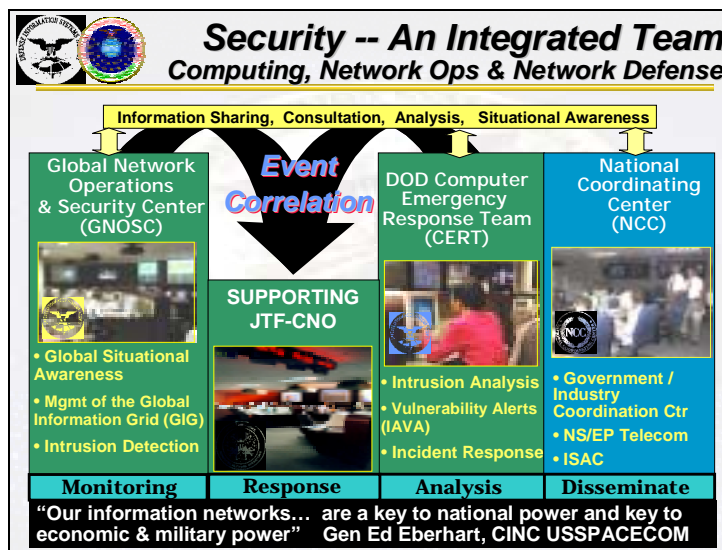 Security -- An Integrated Team
Computing, Network Ops & Network Defense
Information Sharing, Consultation, Analysis, Situational Awareness
Global Network
Operations
& Security Center
(GNOSC)
• Global Situational
Awareness
• Mgmt of the Global
Information Grid (GIG)
• Intrusion Detection
Monitoring
Event
Correlation
SUPPORTING
JTF-CNO
Response
DOD Computer
Emergency
Response Team
(CERT)
• Intrusion Analysis
• Vulnerability Alerts
(IAVA)
• Incident Response
Analysis
National
Coordinating
Center
(NCC)
NCC
• Government /
Industry
Coordination Ctr
• NS/EP Telecom
• ISAC
Disseminate
“Our information networks… are a key to national power and key to
economic & military power” Gen Ed Eberhart, CINC USSPACECOM